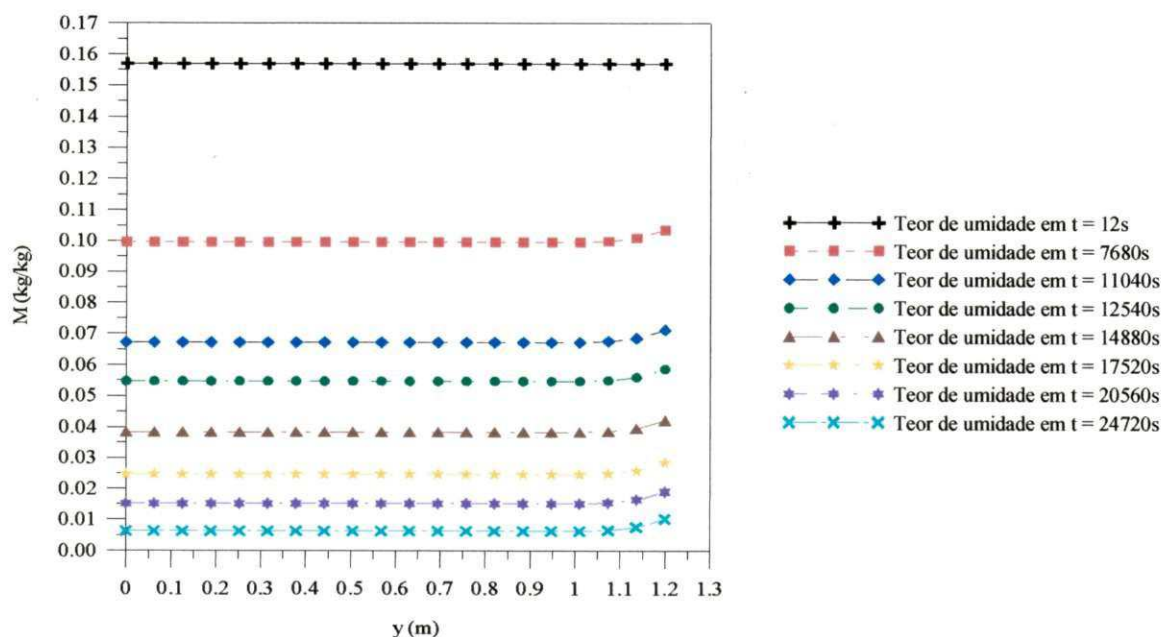 0.17
0.16
0.15
0.14
0.13
0.12
0.11
0.10
0.09
0.08
0.07
0.06
0.05
0.04
0.03
0.02
0.01
0.00
M (kg/kg)
0 0.1 0.2 0.3 0.4 0.5 0.6 0.7 0.8 0.9 1 1.1 1.2 1.3
y (m)
Teor de umidade em t = 12s
Teor de umidade em t = 7680s
Teor de umidade em t = 11040s
Teor de umidade em t = 12540s
Teor de umidade em t = 14880s
Teor de umidade em t = 17520s
Teor de umidade em t = 20560s
Teor de umidade em t = 24720s